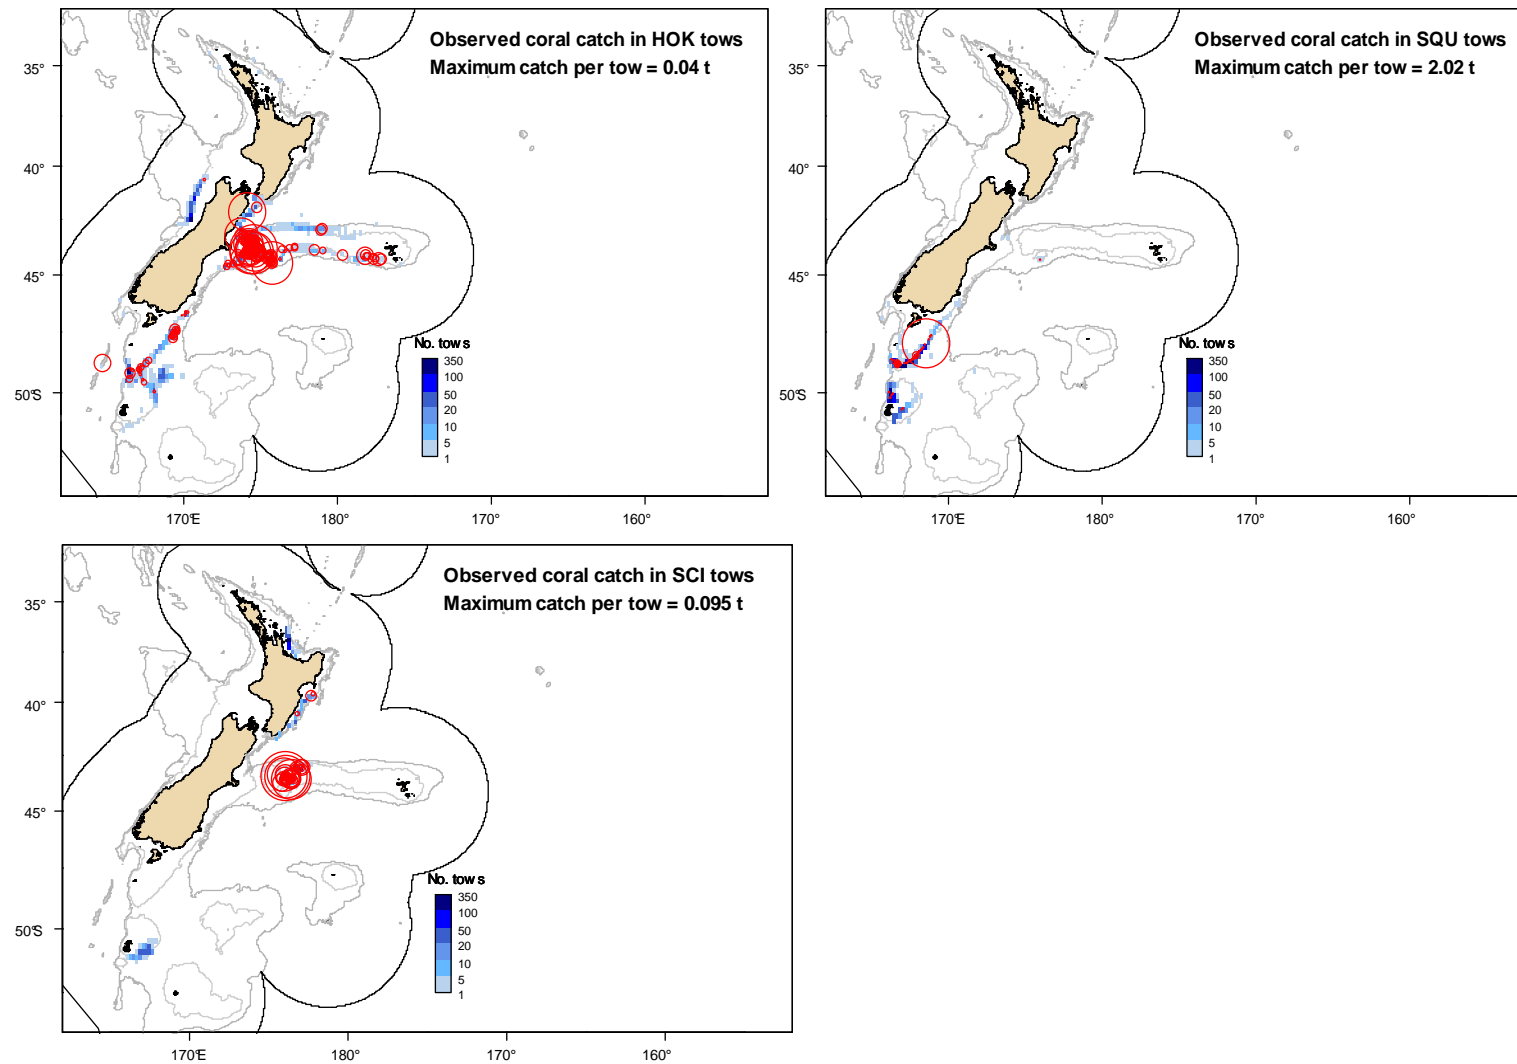 Observed coral catch in HOK tows
Maximum catch per tow = 0.04 t
35°
40°
45°
50°S
No. tows
350
100
50
20
10
5
1
170°E
180°
170°
160°
Observed coral catch in SQU tows
Maximum catch per tow = 2.02 t
35°
40°
45°
50°S
No. tows
350
100
50
20
10
5
1
170°E
180°
170°
160°
Observed coral catch in SCI tows
Maximum catch per tow = 0.095 t
35°
40°
45°
50°S
No. tows
350
100
50
20
10
5
1
170°E
180°
170°
160°